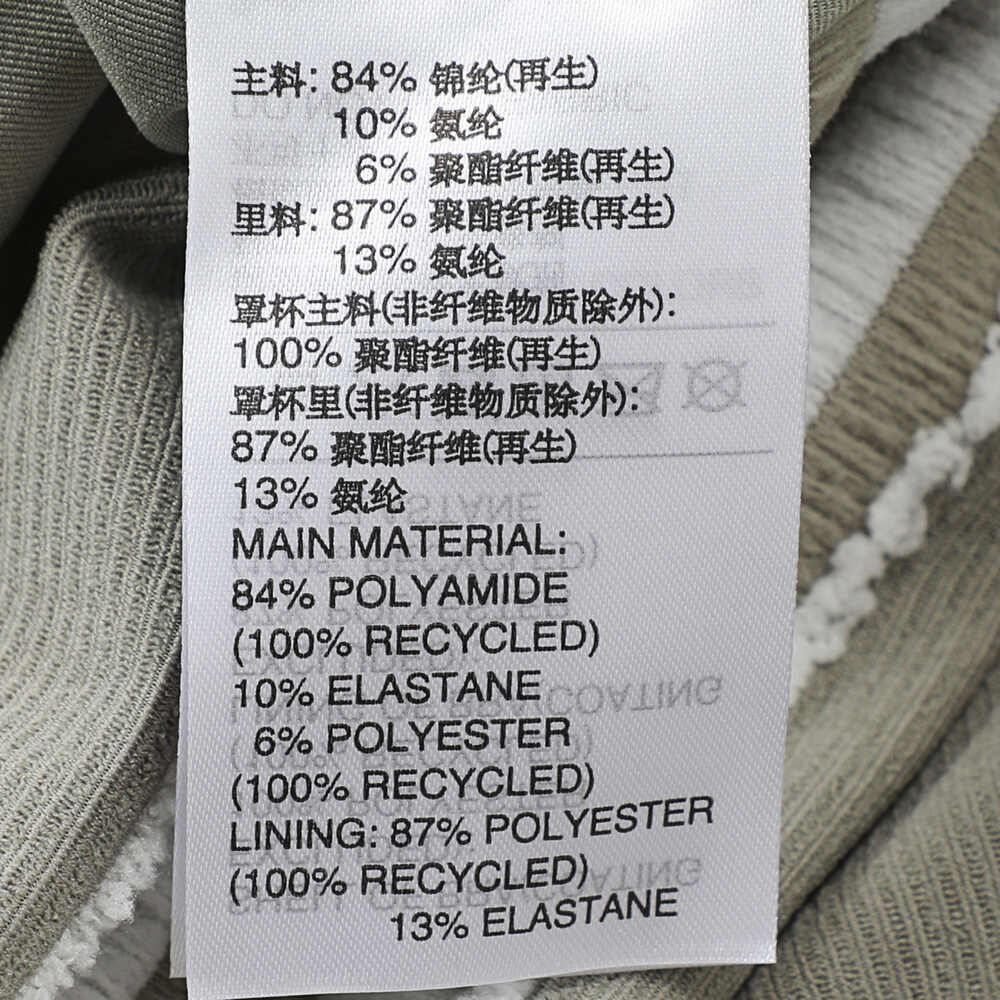 主料: 84% 锦纶(再生)
10% 氨纶
6% 聚酯纤维(再生)
里料: 87% 聚酯纤维(再生)
13% 氨纶
罩杯主料(非纤维物质除外):
100% 聚酯纤维(再生)
罩杯里(非纤维物质除外):
87% 聚酯纤维(再生)
13% 氨纶
MAIN MATERIAL:
84% POLYAMIDE
(100% RECYCLED)
10% ELASTANE
6% POLYESTER
(100% RECYCLED)
LINING: 87% POLYESTER
(100% RECYCLED)
13% ELASTANE